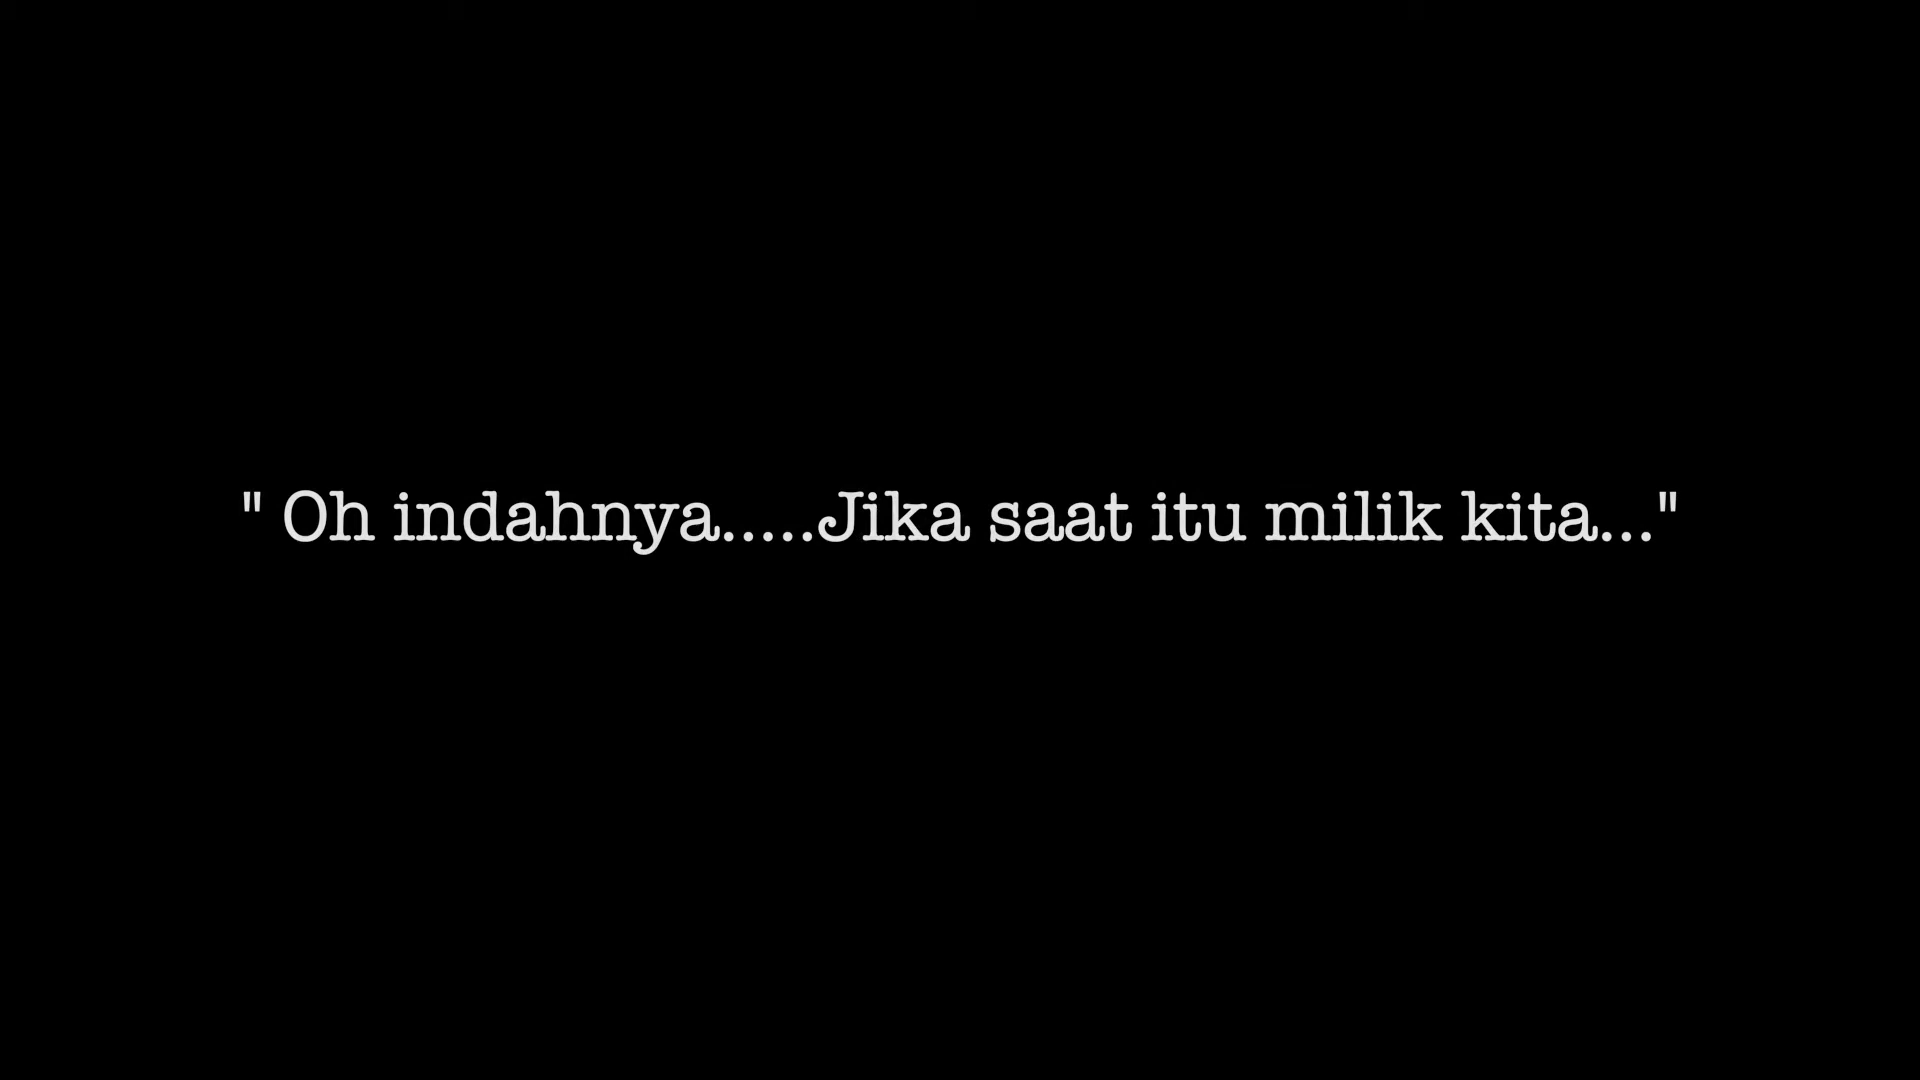 " Oh indahnya.....Jika saat itu milik kita..."